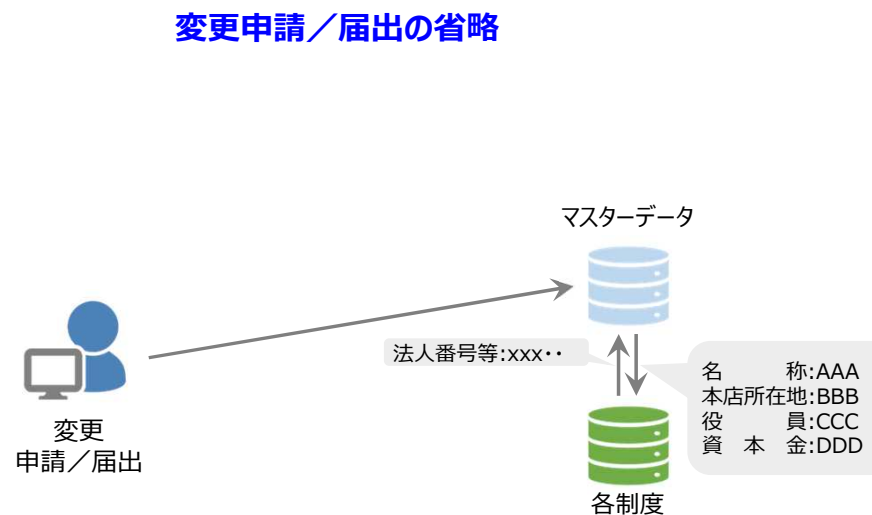 変更申請／届出の省略
マスターデータ
法人番号等:xxx･･
名　　　称:AAA
本店所在地:BBB
役　　　員:CCC
資　本　金:DDD
変更
申請／届出
各制度